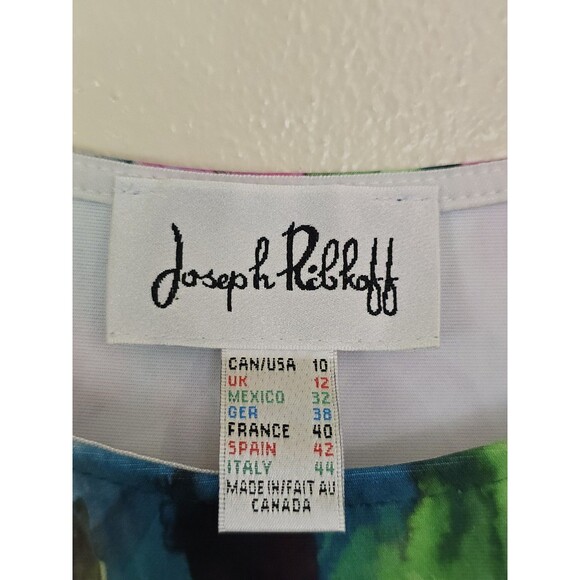 Joseph Ribkoff
CAN/USA 10
UK 12
MEXICO 32
GER 38
FRANCE 40
SPAIN 42
ITALY 44
MADE IN/FAIT AU
CANADA